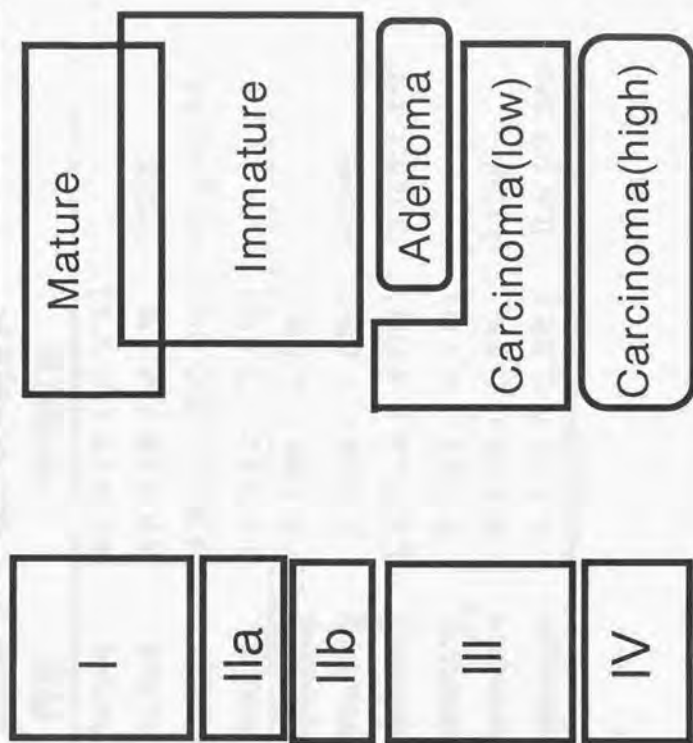 Mature
Immature
Adenoma
Carcinoma(low)
Carcinoma(high)
I
IIa
IIb
III
IV